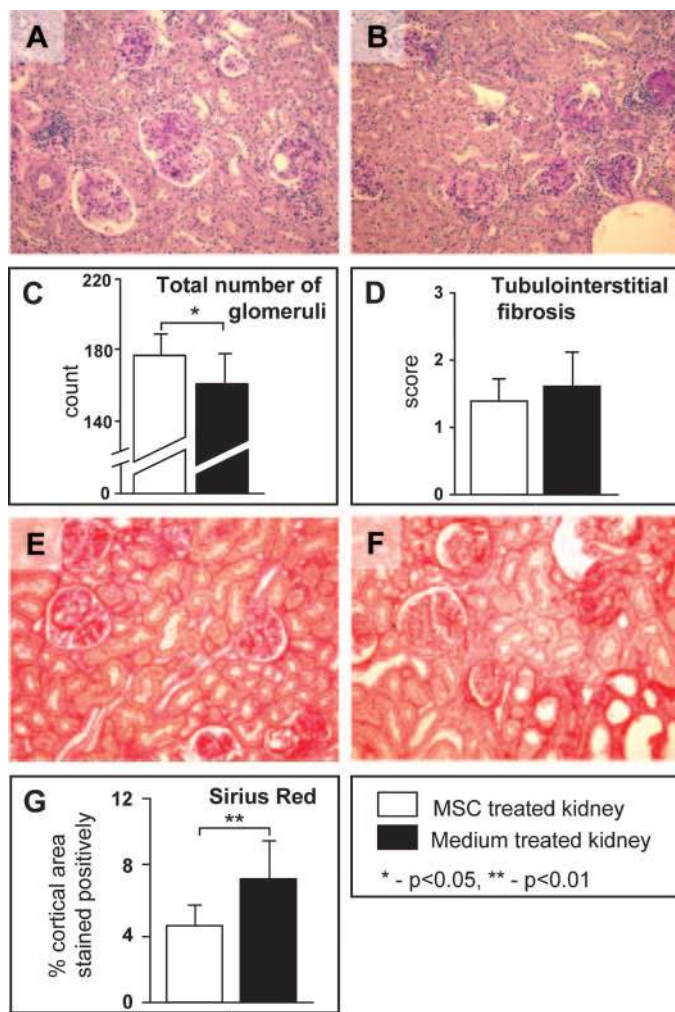 A
B
C
Total number of
glomeruli
*
220
180
140
0
count
D
Tubulointerstitial
fibrosis
3
2
1
0
score
E
F
G
Sirius Red
**
12
8
4
0
% cortical area
stained positively
MSC treated kidney
Medium treated kidney
* - p<0.05, ** - p<0.01